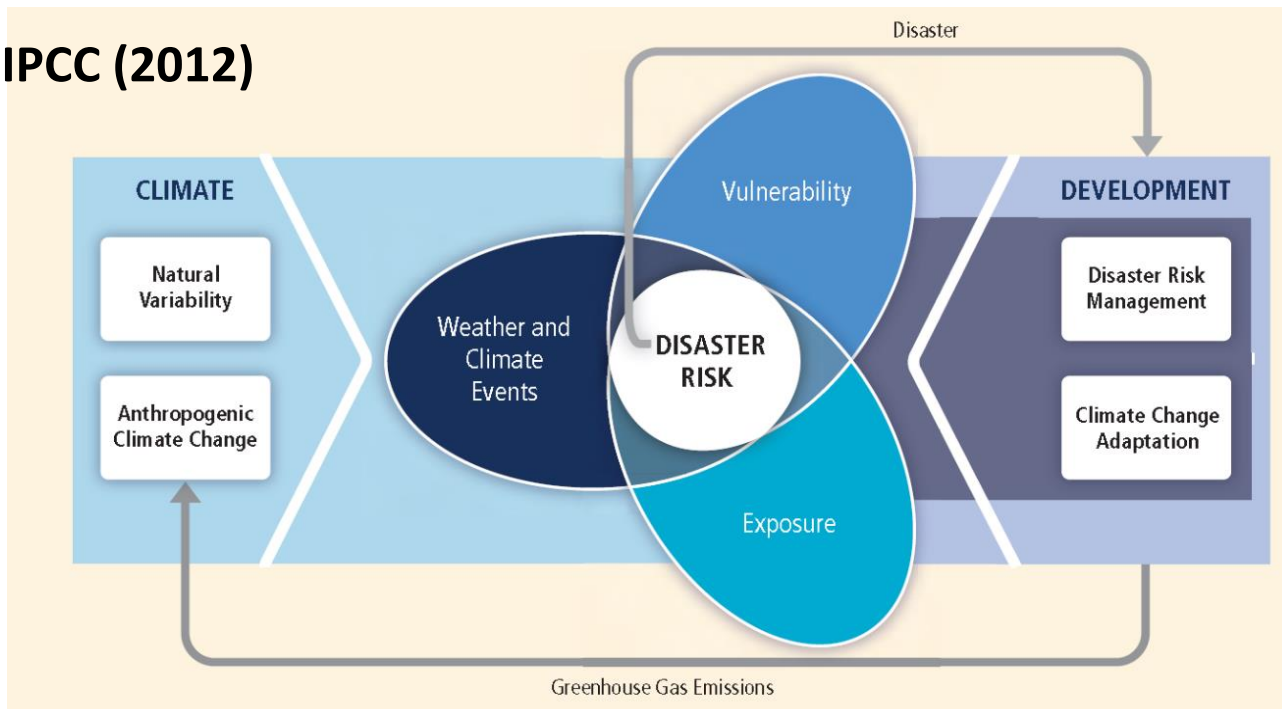 Disaster
IPCC (2012)
CLIMATE
Natural
Variability
Anthropogenic
Climate Change
Weather and
Climate
Events
Vulnerability
DISASTER
RISK
Exposure
DEVELOPMENT
Disaster Risk
Management
Climate Change
Adaptation
Greenhouse Gas Emissions